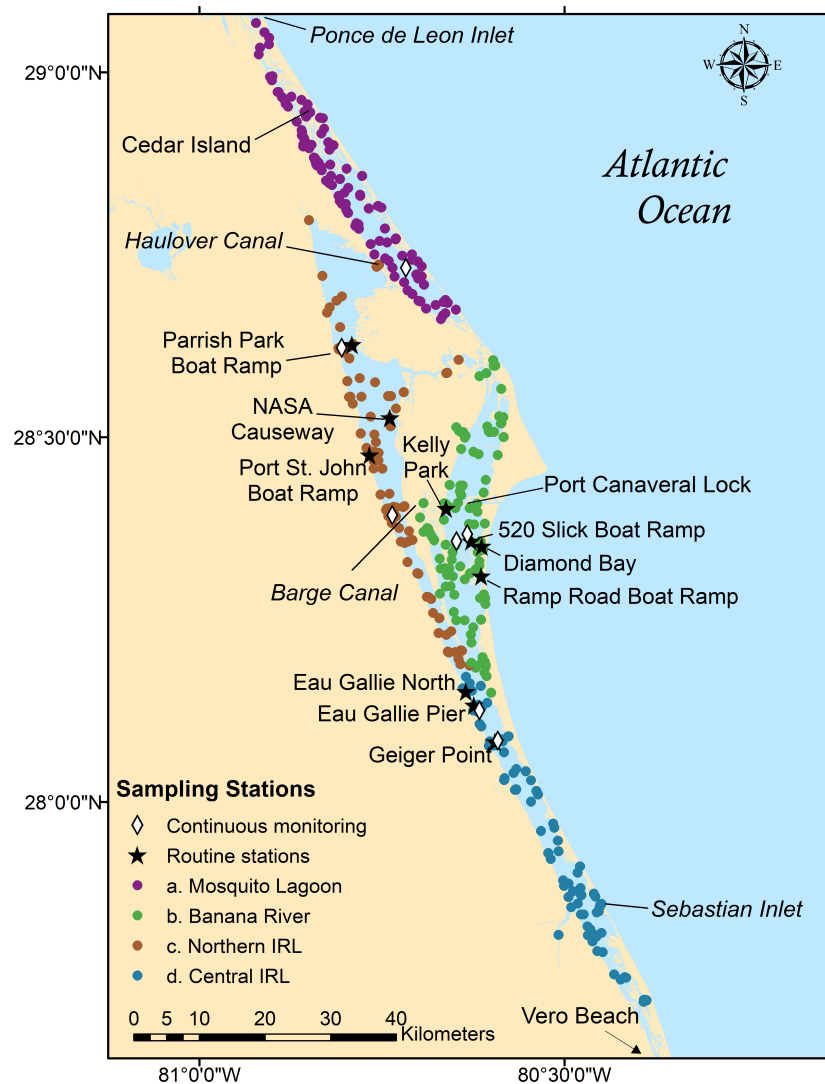 Ponce de Leon Inlet
N
W
E
S
29°0'0"N
Cedar Island
Atlantic
Ocean
Haulover Canal
Parrish Park
Boat Ramp
NASA
Causeway
28°30'0"N
Kelly
Park
Port St. John
Boat Ramp
Port Canaveral Lock
520 Slick Boat Ramp
Diamond Bay
Barge Canal
Ramp Road Boat Ramp
Eau Gallie North
Eau Gallie Pier
Geiger Point
28°0'0"N
Sampling Stations
Continuous monitoring
Routine stations
a. Mosquito Lagoon
b. Banana River
c. Northern IRL
d. Central IRL
Sebastian Inlet
Vero Beach
0 5 10 20 30 40
Kilometers
81°0'0"W
80°30'0"W